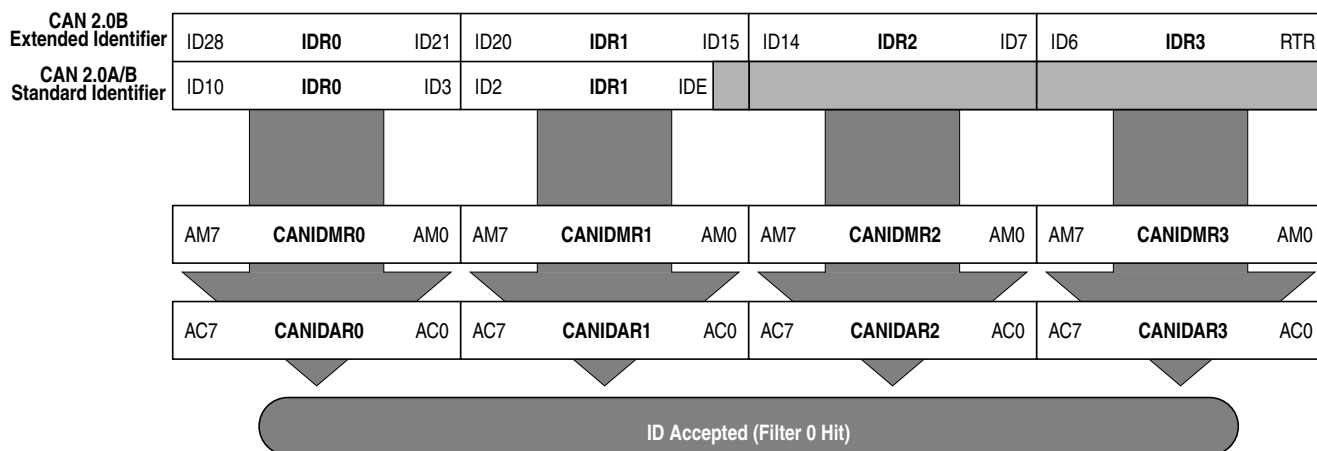 CAN 2.0B
Extended Identifier
ID28 IDR0 ID21 ID20 IDR1 ID15 ID14 IDR2 ID7 ID6 IDR3 RTR
CAN 2.0A/B
Standard Identifier
ID10 IDR0 ID3 ID2 IDR1 IDE
AM7 CANIDMR0 AM0 AM7 CANIDMR1 AM0 AM7 CANIDMR2 AM0 AM7 CANIDMR3 AM0
AC7 CANIDAR0 AC0 AC7 CANIDAR1 AC0 AC7 CANIDAR2 AC0 AC7 CANIDAR3 AC0
ID Accepted (Filter 0 Hit)